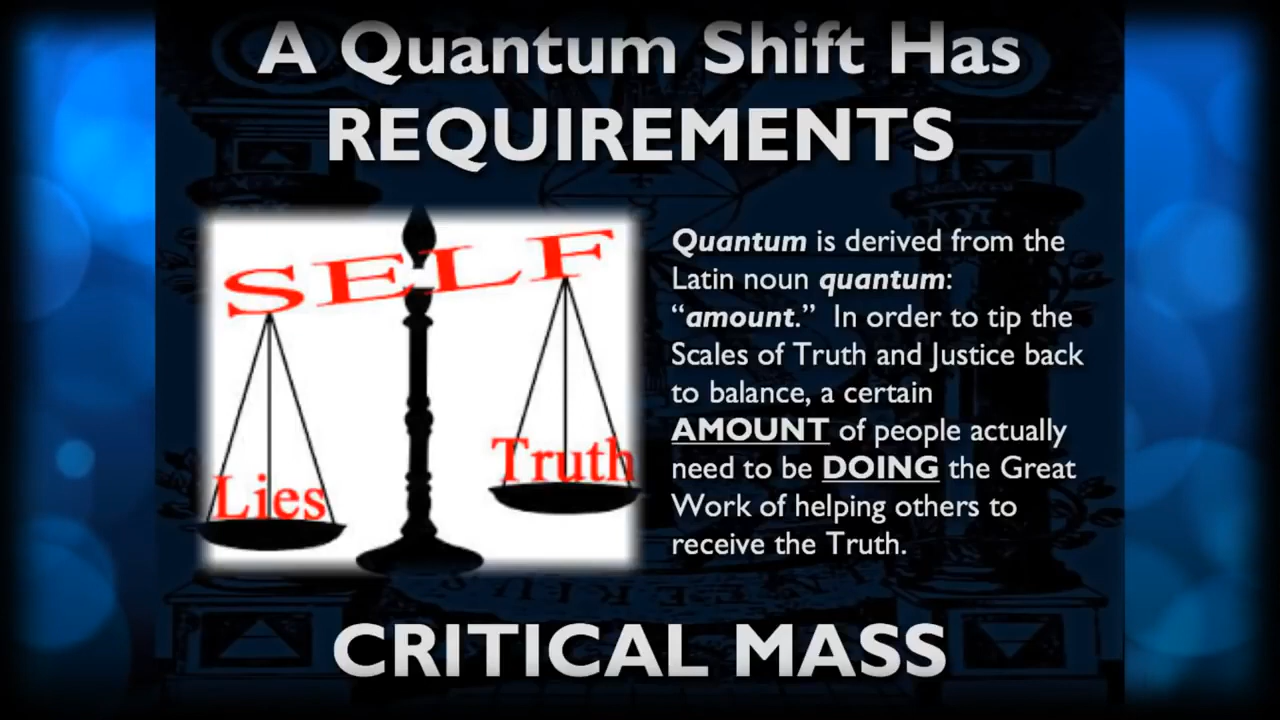 A Quantum Shift Has
REQUIREMENTS
SELF
Lies
Truth
Quantum is derived from the
Latin noun quantum:
“amount.”  In order to tip the
Scales of Truth and Justice back
to balance, a certain
AMOUNT of people actually
need to be DOING the Great
Work of helping others to
receive the Truth.
CRITICAL MASS